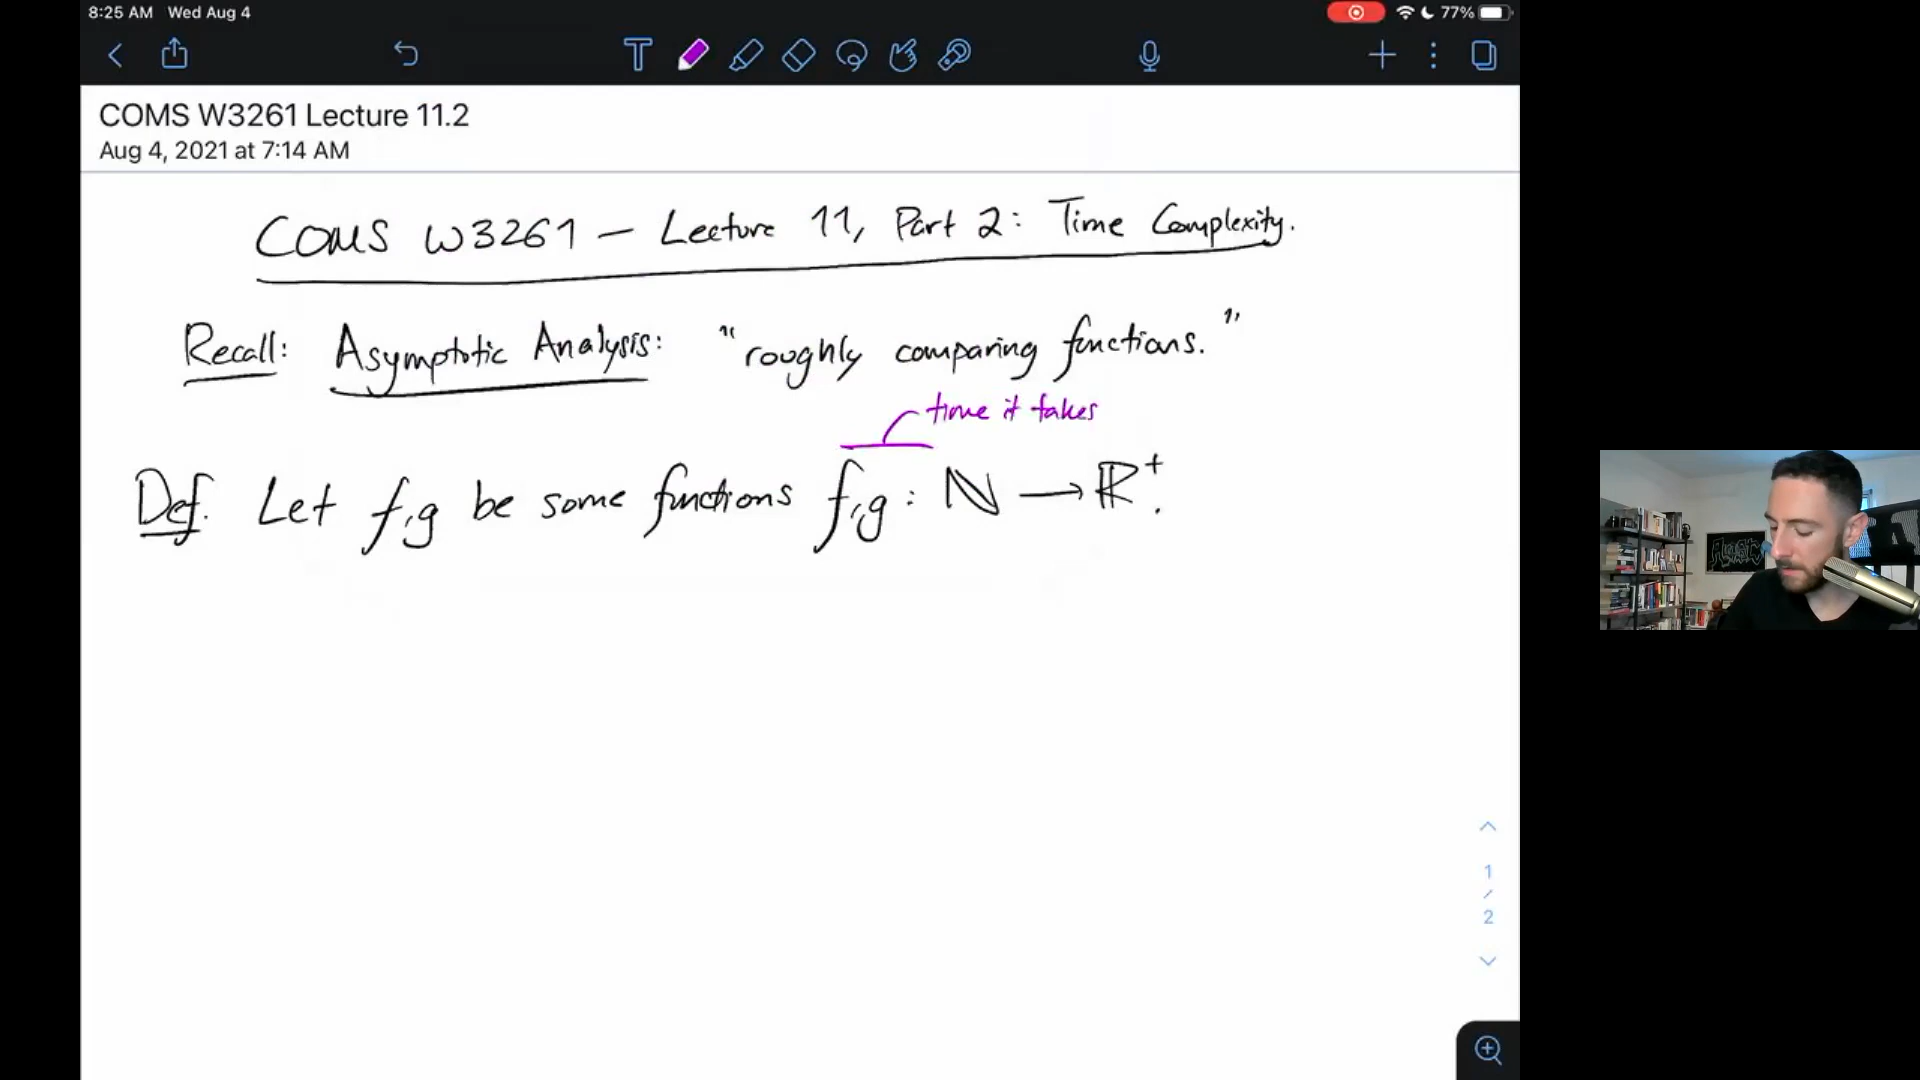 8:25 AM Wed Aug 4
77%
COMS W3261 Lecture 11.2
Aug 4, 2021 at 7:14 AM
COMS W3261 – Lecture 11, Part 2: Time Complexity.
Recall: Asymptotic Analysis: "roughly comparing functions."
time it takes
Def. Let f,g be some functions f,g: ℕ → ℝ⁺.
1
/
2